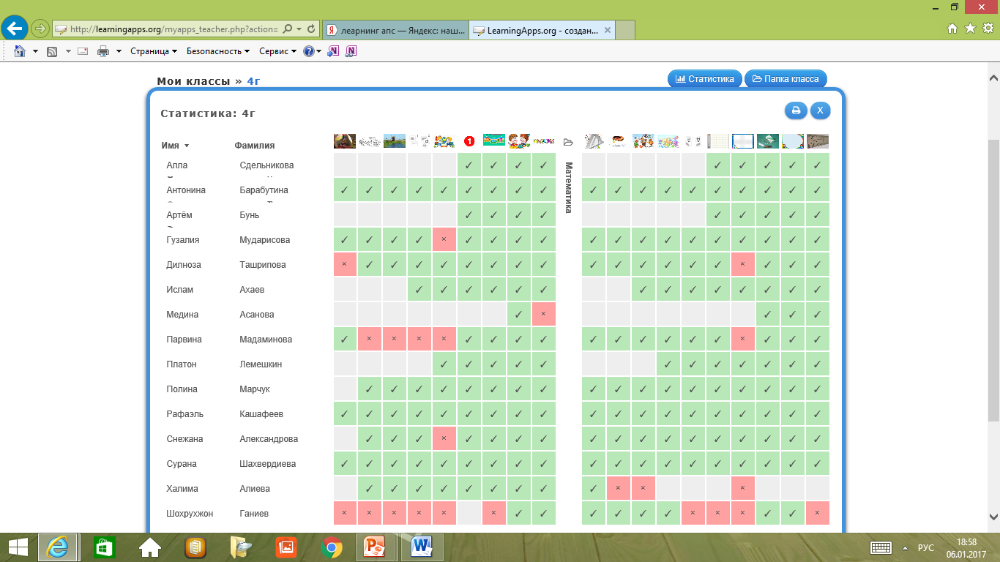 http://learningapps.org/myapps_teacher.php?action=
леарнинг апс — Яндекс: наш...
LearningApps.org - создан...
Страница
Безопасность
Сервис
Мои классы » 4г
Статистика
Папка класса
Статистика: 4г
X
Имя Фамилия
1
Математика
Алла Сдельникова
Антонина Барабутина
Артём Бунь
Гузалия Мударисова
Дилноза Ташрипова
Ислам Ахаев
Медина Асанова
Парвина Мадаминова
Платон Лемешкин
Полина Марчук
Рафаэль Кашафеев
Снежана Александрова
Сурана Шахвердиева
Халима Алиева
Шохрухжон Ганиев
РУС
18:58
06.01.2017